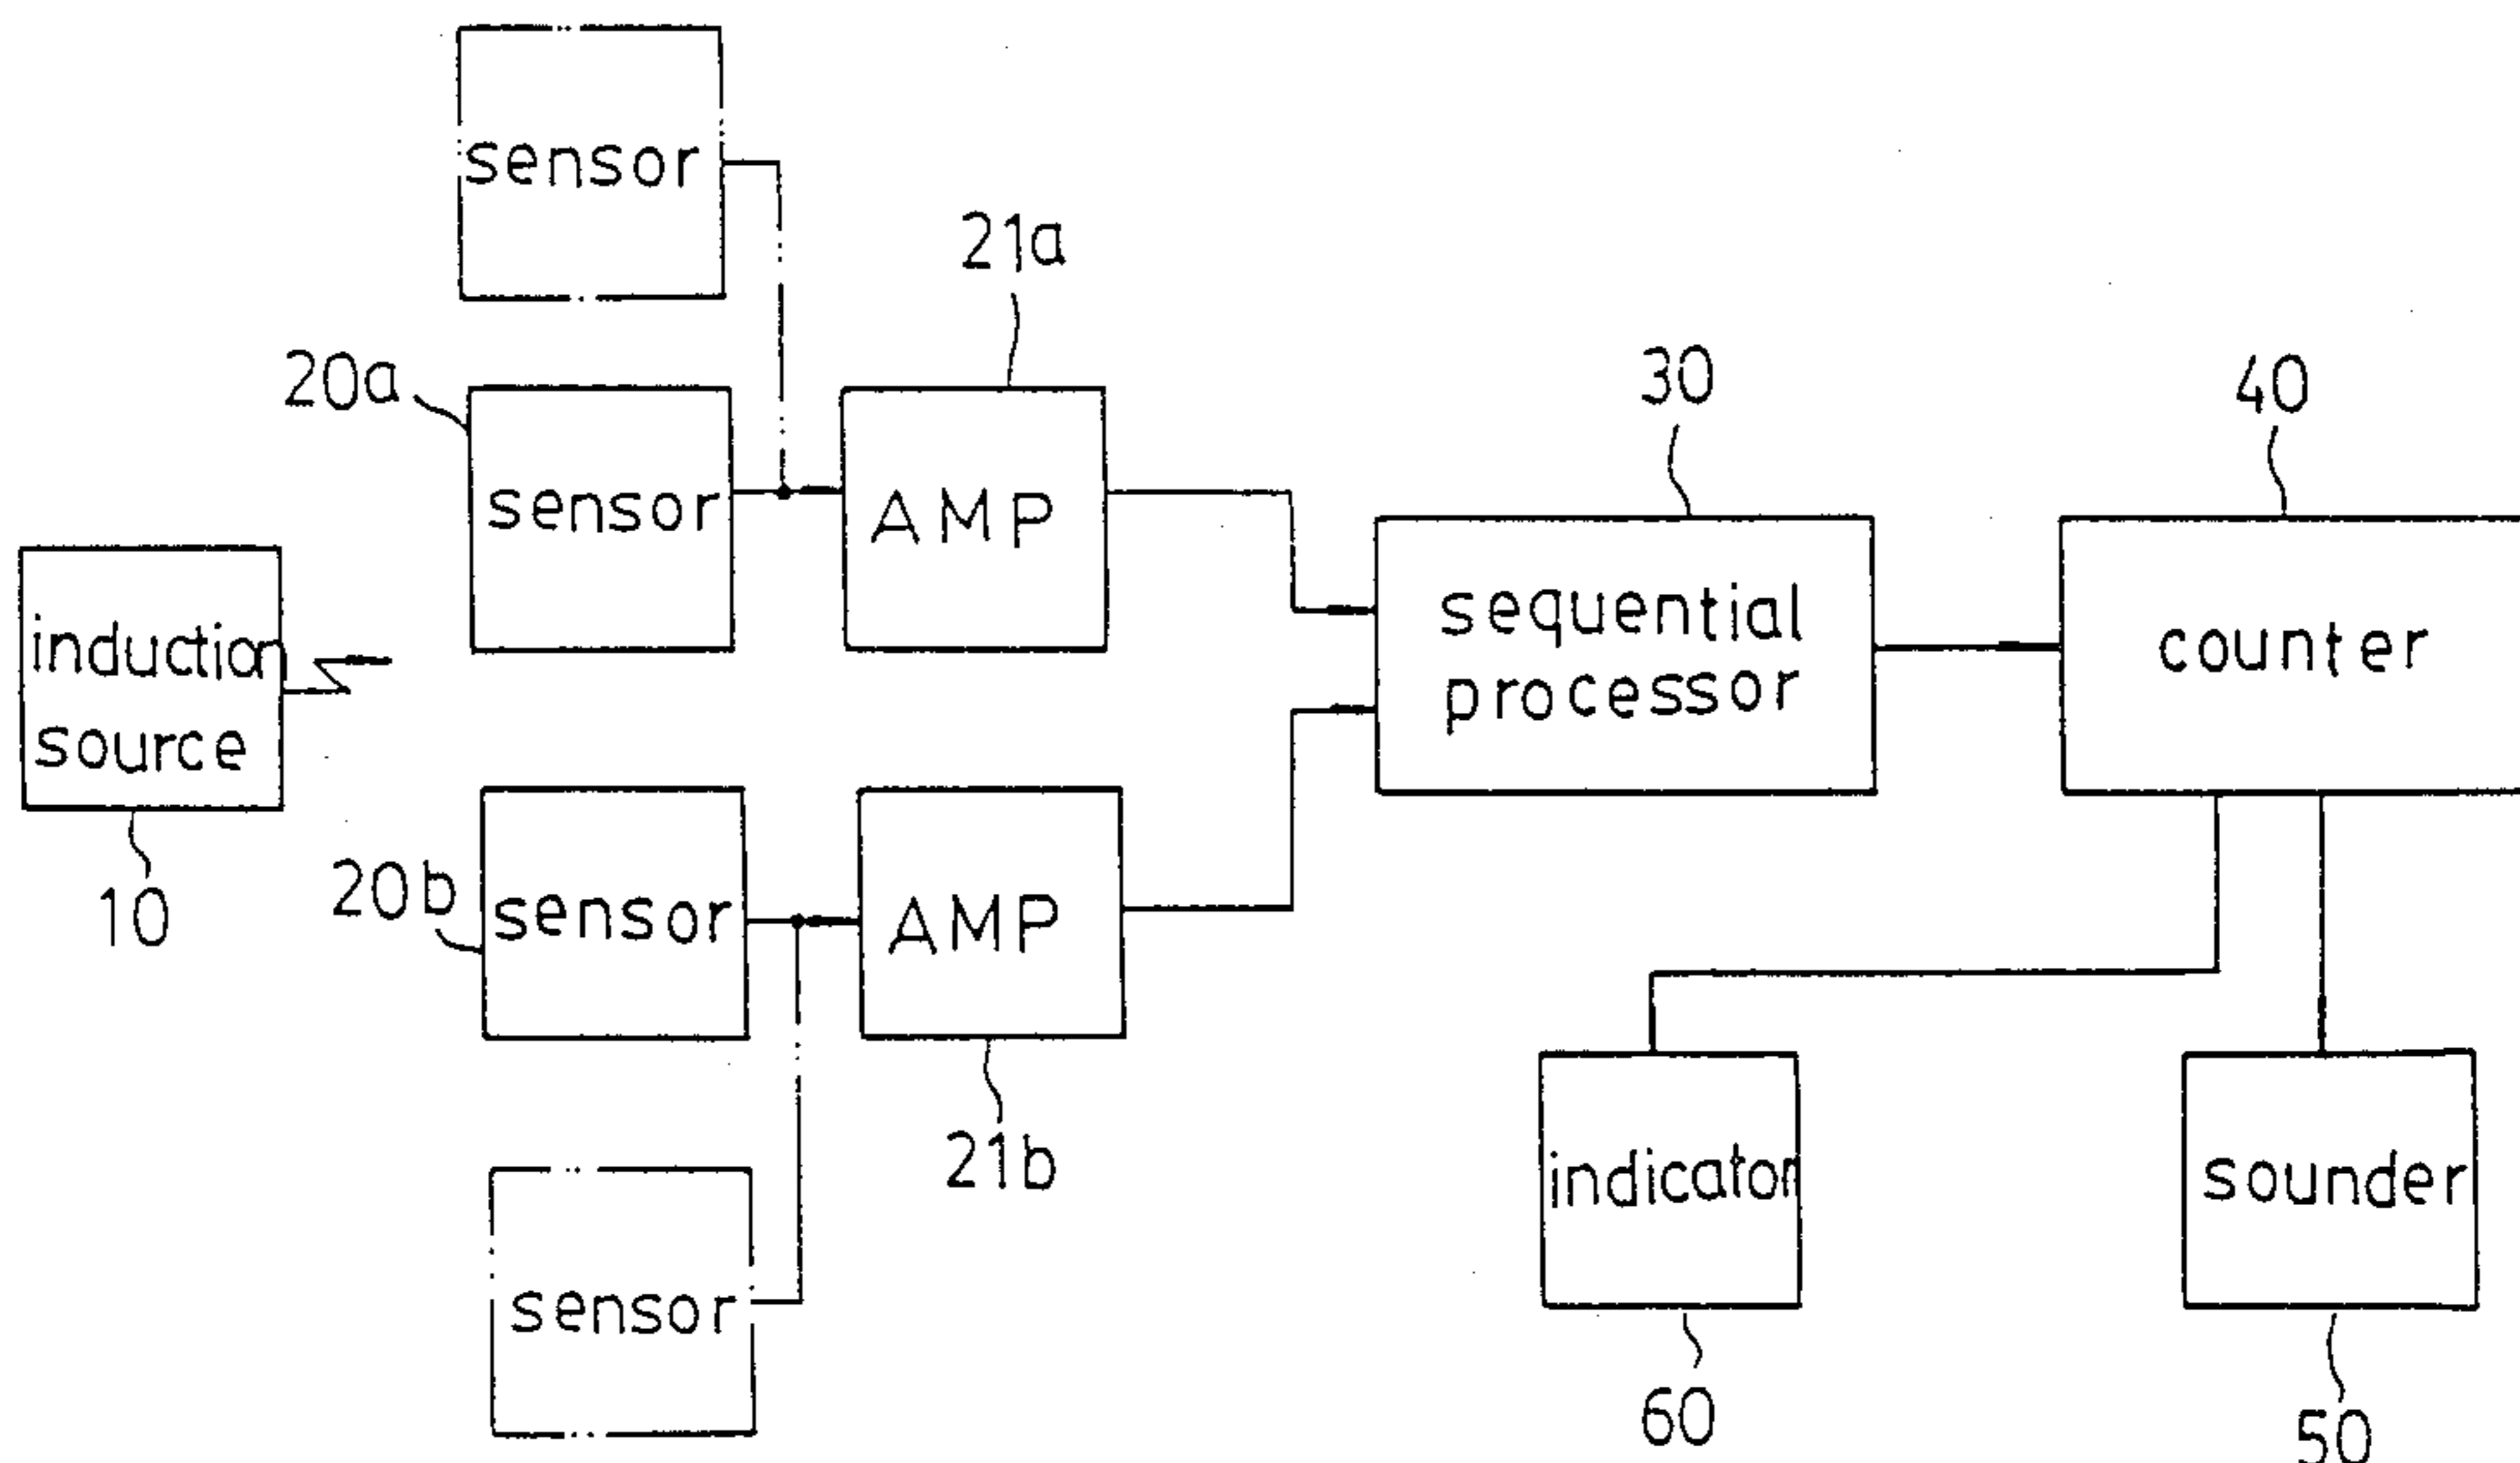 sensor
21a
20a
30
40
sensor
AMP
sequential
processor
counter
induction
source
10
20b
sensor
AMP
21b
indicator
sounder
sensor
60
50